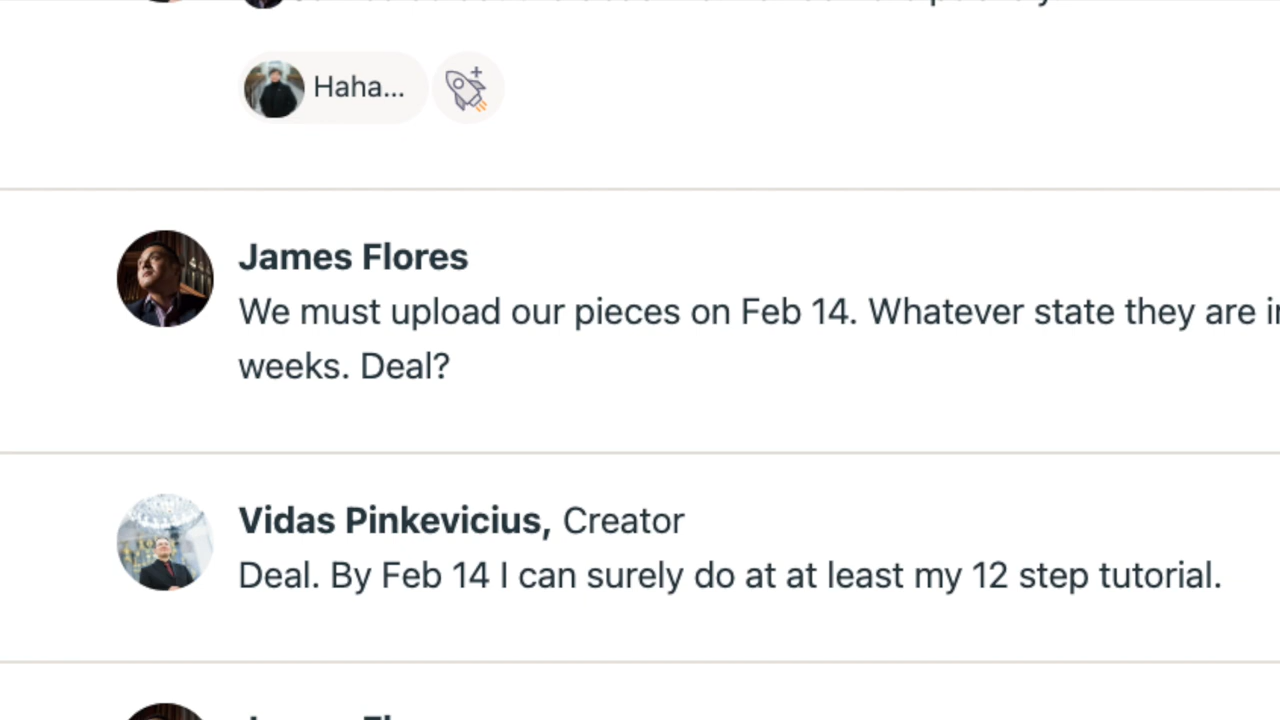 Haha...
James Flores
We must upload our pieces on Feb 14. Whatever state they are
weeks. Deal?
Vidas Pinkevicius, Creator
Deal. By Feb 14 I can surely do at at least my 12 step tutorial.